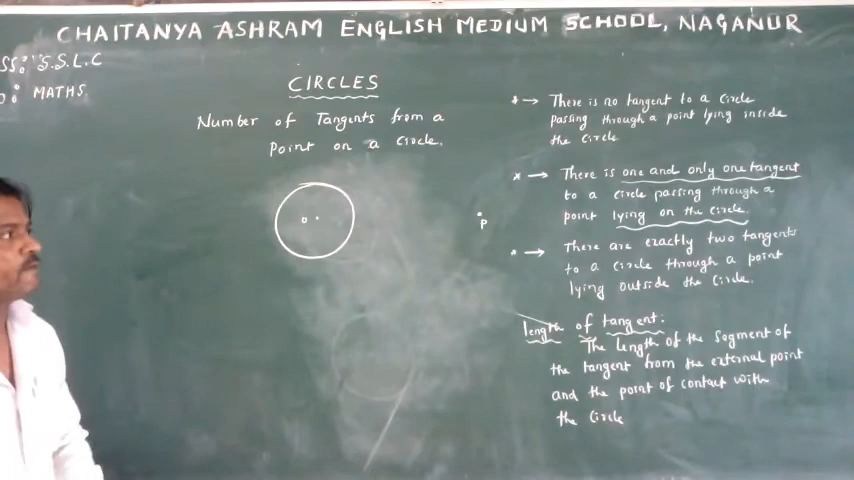 CHAITANYA ASHRAM ENGLISH MEDIUM SCHOOL, NAGANUR
SS: S.S.L.C
: MATHS.
CIRCLES
Number of Tangents from a
Point on a Circle.
O
P
* → There is no tangent to a circle
passing through a point lying inside
the circle
* → There is one and only one tangent
to a circle passing through a
point lying on the circle.
* → There are exactly two tangents
to a circle through a point
lying outside the circle.
length of tangent:
The length of the segment of
the tangent from the external point
and the point of contact with
the circle